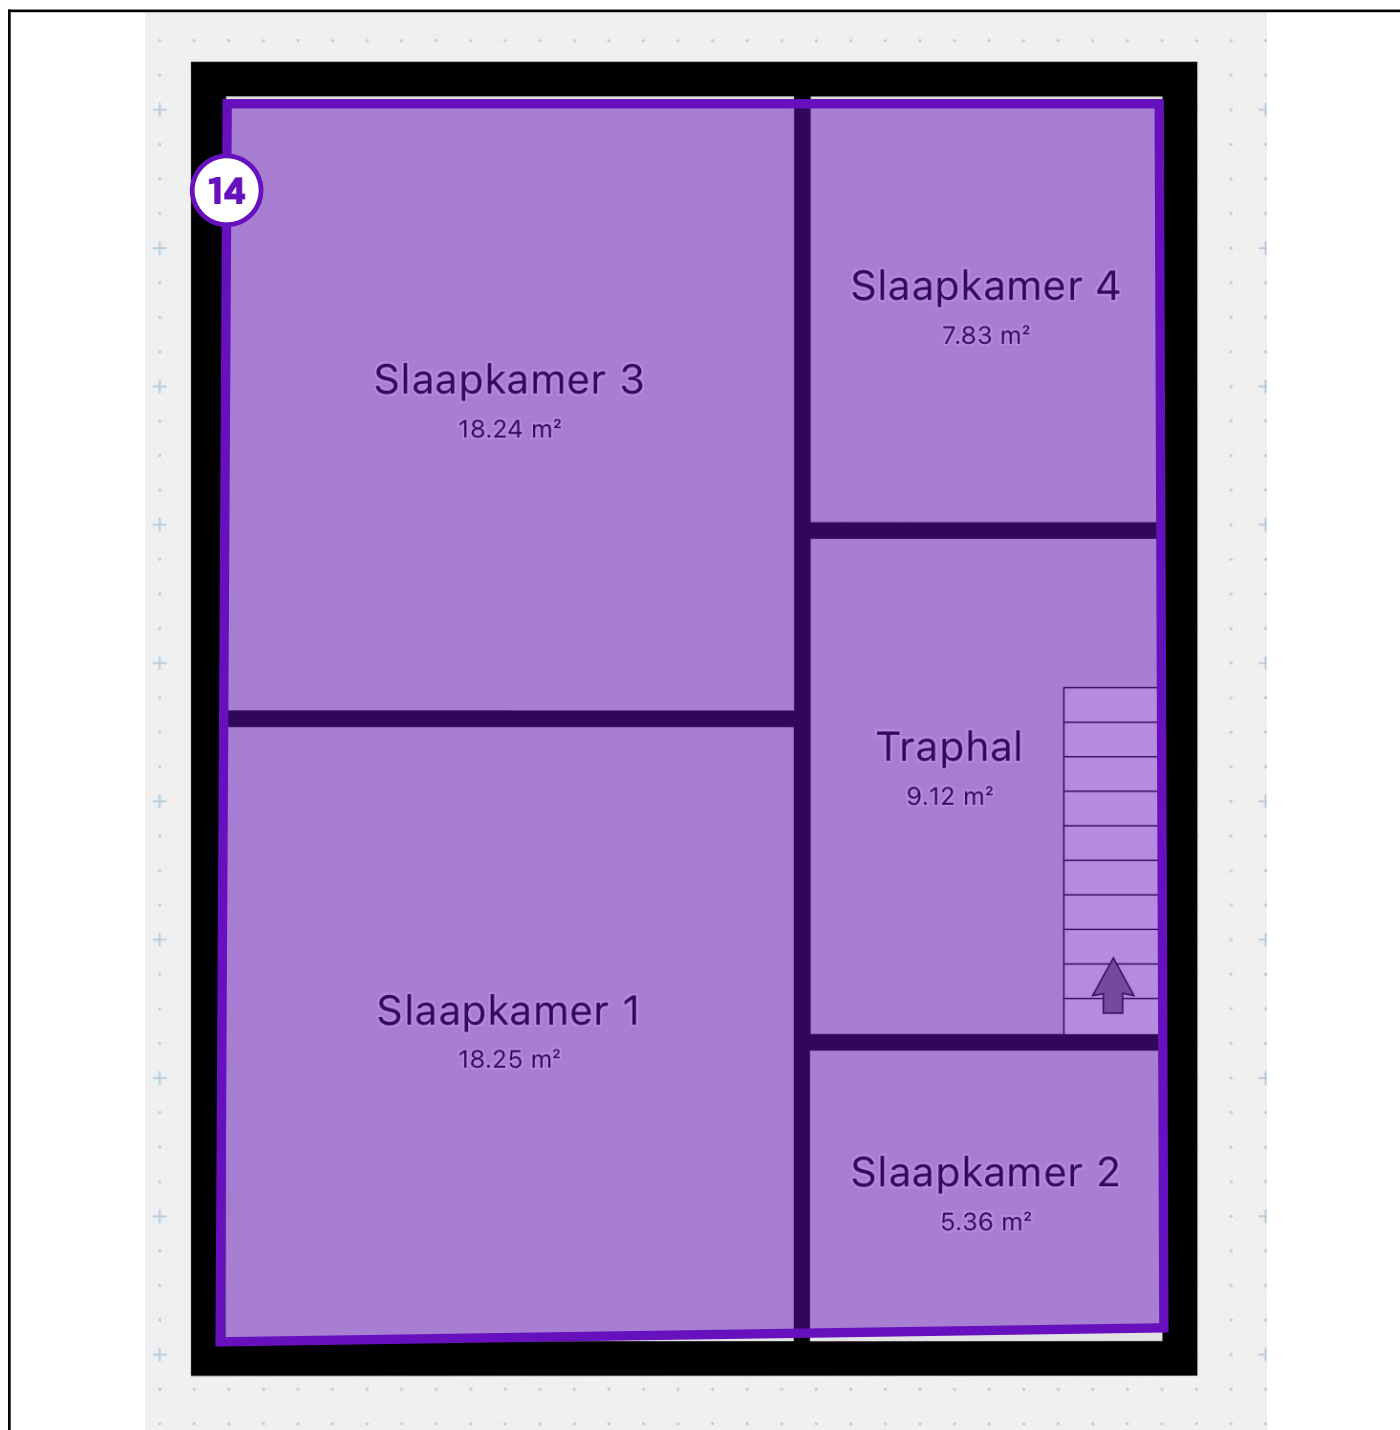 14
Slaapkamer 4
7.83 m²
Slaapkamer 3
18.24 m²
Traphal
9.12 m²
Slaapkamer 1
18.25 m²
Slaapkamer 2
5.36 m²